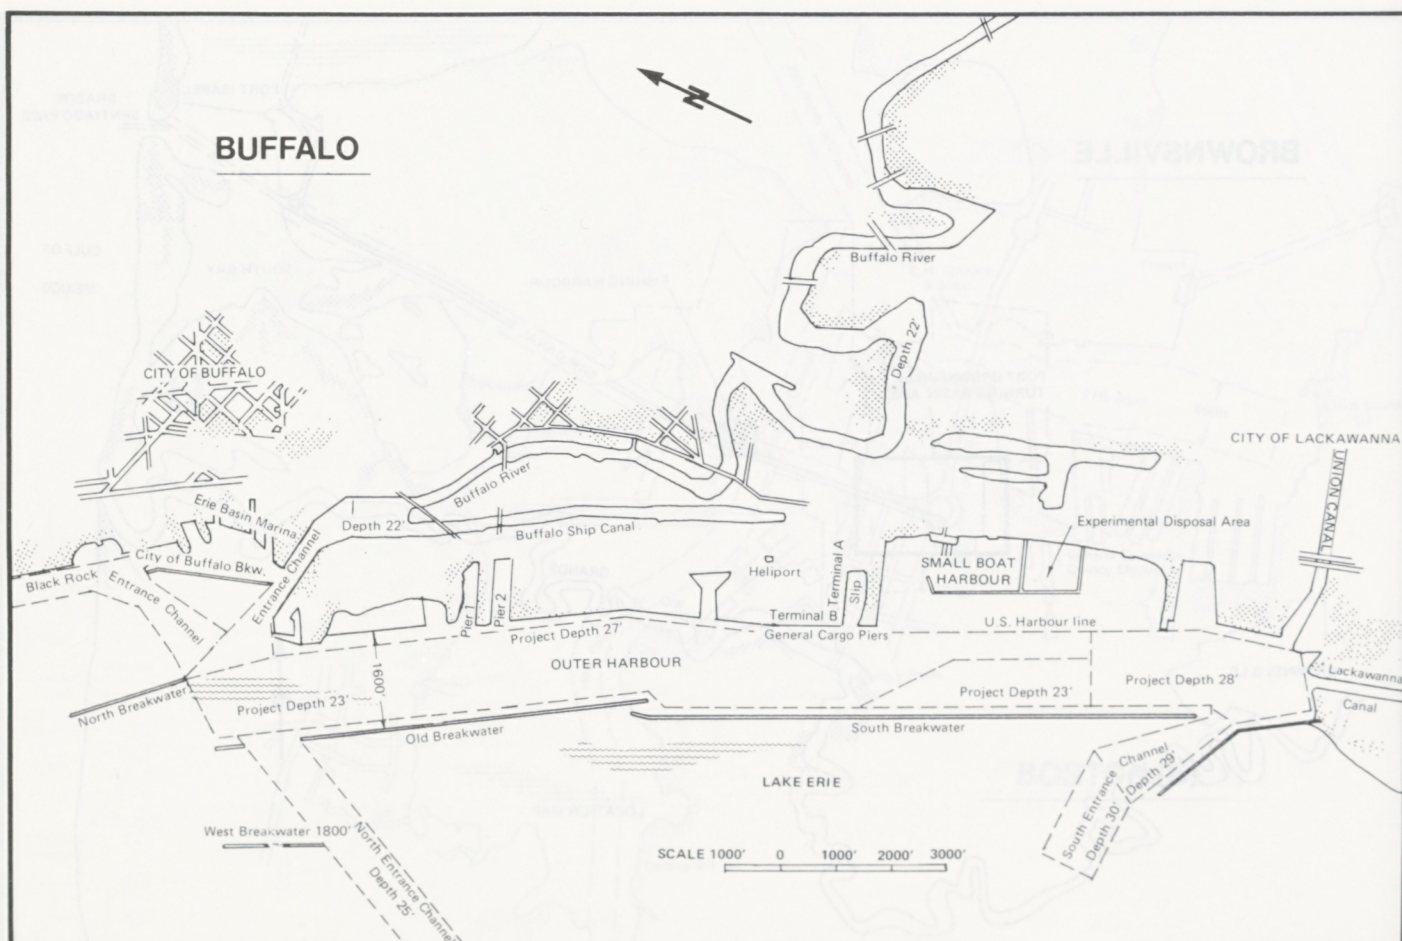 N
BUFFALO
Buffalo River
Depth 22'
CITY OF BUFFALO
CITY OF LACKAWANNA
UNION CANAL
Erie Basin Marina
Buffalo River
Depth 22'
Buffalo Ship Canal
Experimental Disposal Area
City of Buffalo Bkw.
Black Rock
Entrance Channel
Entrance Channel
Heliport
Terminal A
Slip
SMALL BOAT
HARBOUR
Pier 1
Pier 2
Terminal B
General Cargo Piers
U.S. Harbour line
Project Depth 27'
OUTER HARBOUR
1600'
Project Depth 23'
Project Depth 23'
Project Depth 28'
Lackawanna
Canal
North Breakwater
Old Breakwater
South Breakwater
LAKE ERIE
South Entrance Channel
Depth 30'
Depth 29'
West Breakwater 1800'
North Entrance Channel
Depth 25'
SCALE 1000' 0 1000' 2000' 3000'
BROWNSVILLE